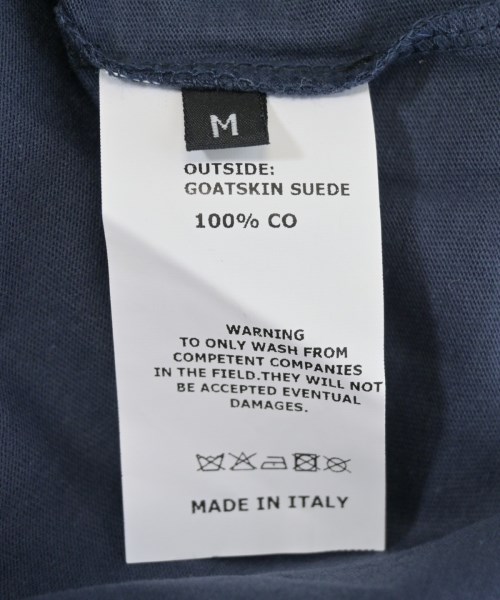 M
OUTSIDE:
GOATSKIN SUEDE
100% CO
WARNING
TO ONLY WASH FROM
COMPETENT COMPANIES
IN THE FIELD.THEY WILL NOT
BE ACCEPTED EVENTUAL
DAMAGES.
MADE IN ITALY